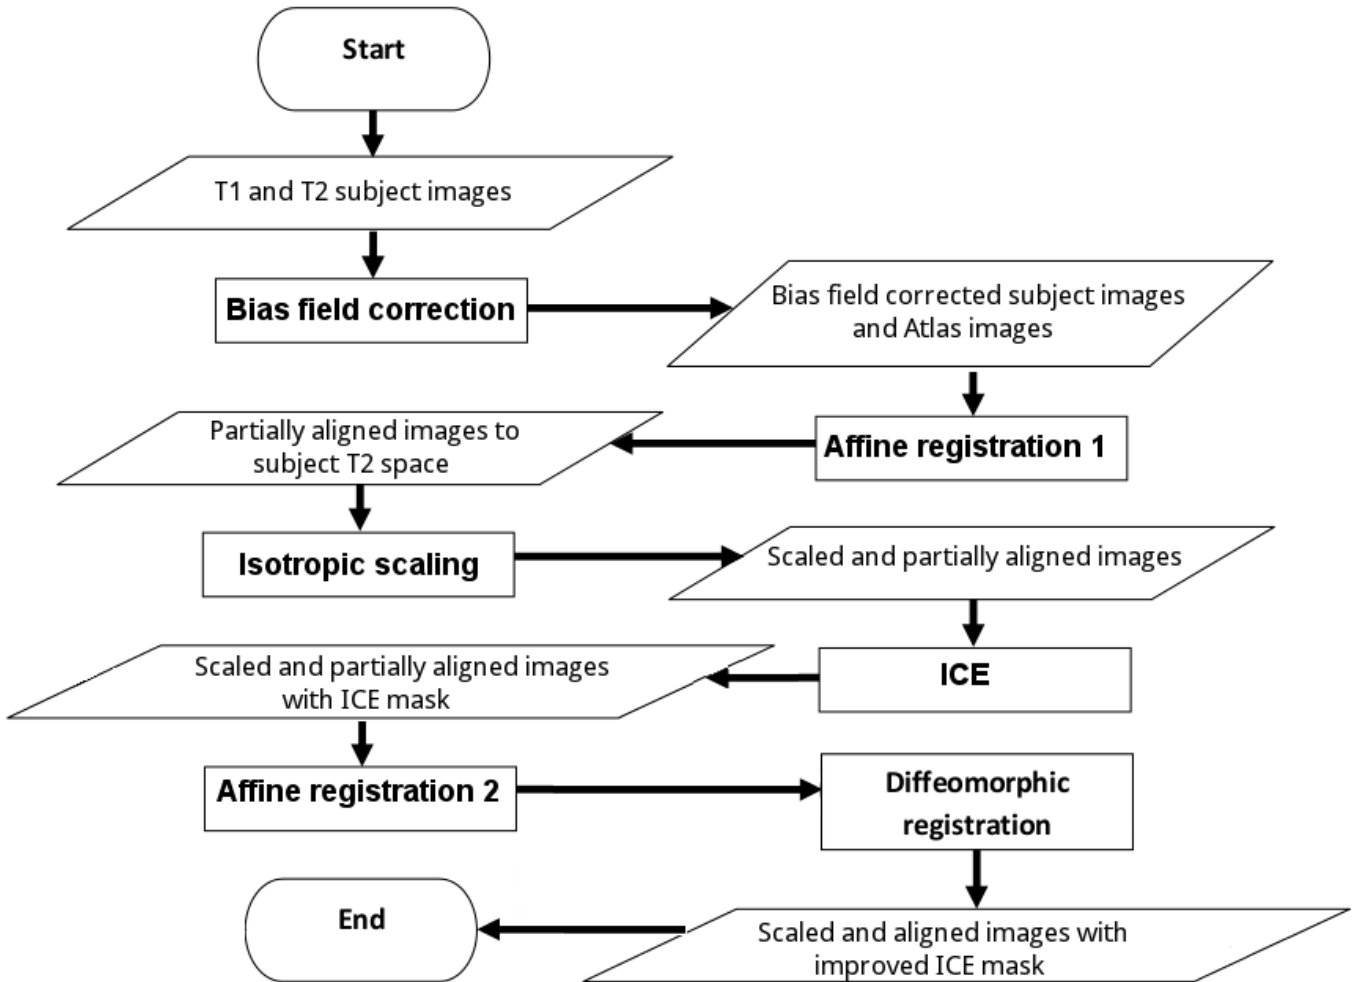 Start
T1 and T2 subject images
Bias field correction
Bias field corrected subject images
and Atlas images
Affine registration 1
Partially aligned images to
subject T2 space
Isotropic scaling
Scaled and partially aligned images
ICE
Scaled and partially aligned images
with ICE mask
Affine registration 2
Diffeomorphic
registration
Scaled and aligned images with
improved ICE mask
End